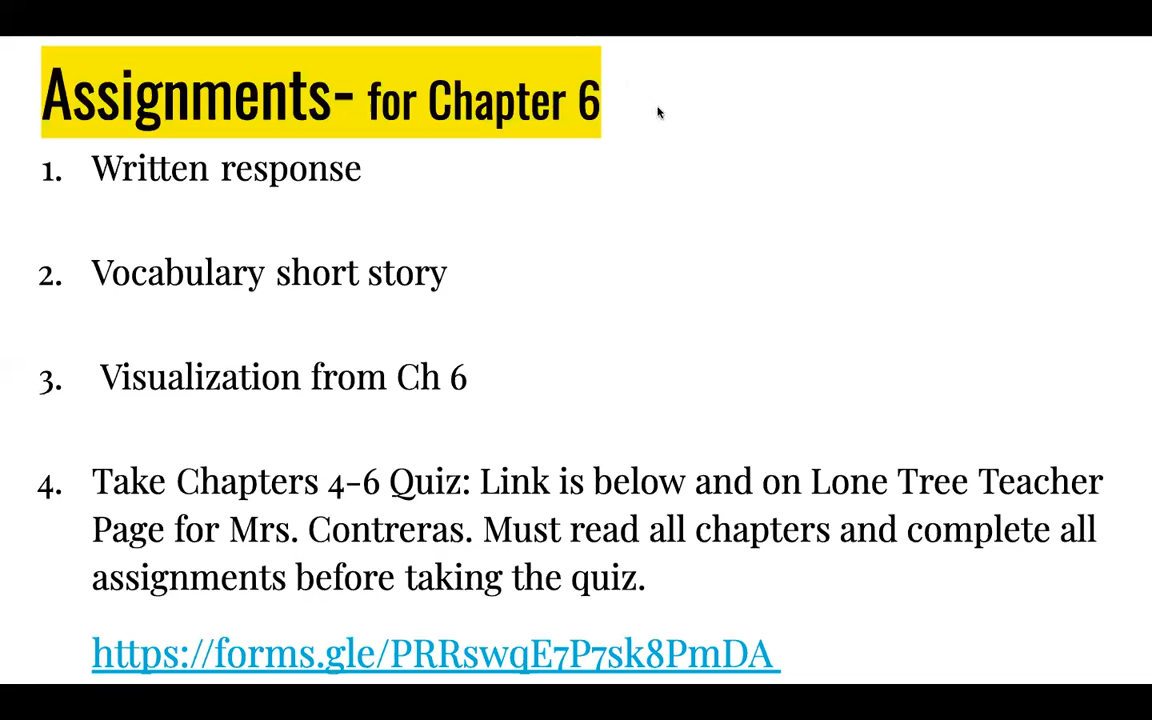 Assignments- for Chapter 6
1. Written response
2. Vocabulary short story
3. Visualization from Ch 6
4. Take Chapters 4-6 Quiz: Link is below and on Lone Tree Teacher
Page for Mrs. Contreras. Must read all chapters and complete all
assignments before taking the quiz.
https://forms.gle/PRRswqE7P7sk8PmDA